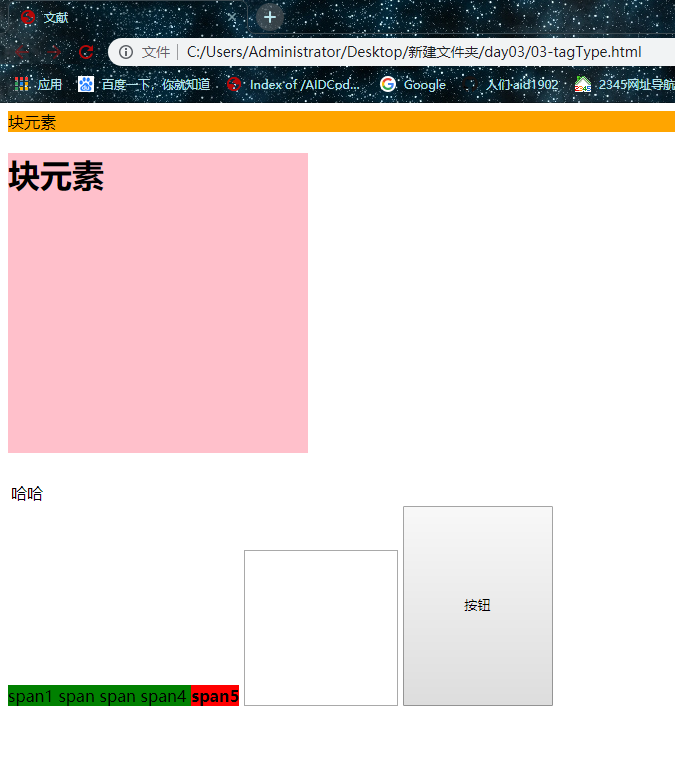 文献
文件 C:/Users/Administrator/Desktop/新建文件夹/day03/03-tagType.html
应用 百度一下，你就知道 Index of /AIDCod... Google 人们·aid1902 2345网址导航
块元素
块元素
哈哈
按钮
span1 span span span4 span5